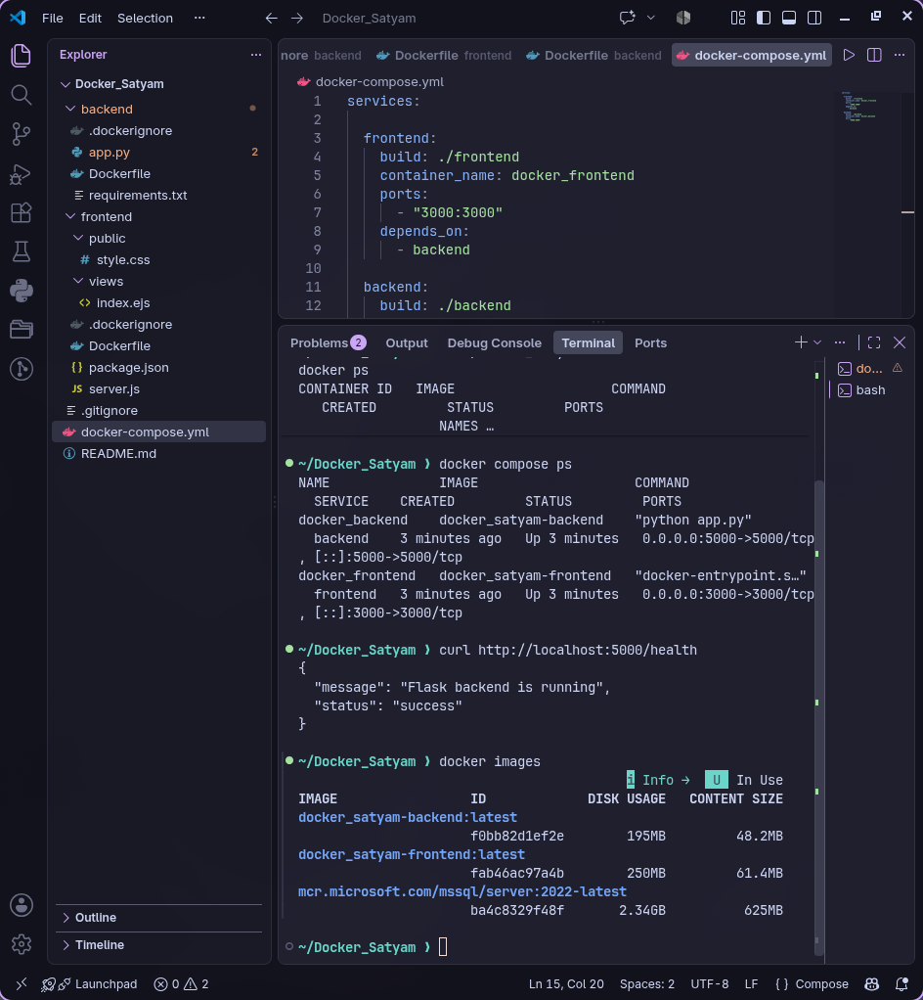 File Edit Selection ··· Docker_Satyam
Explorer ···
Docker_Satyam
backend
.dockerignore
app.py 2
Dockerfile
requirements.txt
frontend
public
# style.css
views
<> index.ejs
.dockerignore
Dockerfile
{} package.json
JS server.js
.gitignore
docker-compose.yml
README.md
Outline
Timeline
nore backend Dockerfile frontend Dockerfile backend docker-compose.yml ···
docker-compose.yml
1 services:
2
3 frontend:
4 build: ./frontend
5 container_name: docker_frontend
6 ports:
7 - "3000:3000"
8 depends_on:
9 - backend
10
11 backend:
12 build: ./backend
Problems 2 Output Debug Console Terminal Ports ···
do...
bash
docker ps
CONTAINER ID IMAGE COMMAND
CREATED STATUS PORTS
NAMES …
~/Docker_Satyam ❯ docker compose ps
NAME IMAGE COMMAND
SERVICE CREATED STATUS PORTS
docker_backend docker_satyam-backend "python app.py"
backend 3 minutes ago Up 3 minutes 0.0.0.0:5000->5000/tcp
, [::]:5000->5000/tcp
docker_frontend docker_satyam-frontend "docker-entrypoint.s…"
frontend 3 minutes ago Up 3 minutes 0.0.0.0:3000->3000/tcp
, [::]:3000->3000/tcp
~/Docker_Satyam ❯ curl http://localhost:5000/health
{
"message": "Flask backend is running",
"status": "success"
}
~/Docker_Satyam ❯ docker images
i Info → U In Use
IMAGE ID DISK USAGE CONTENT SIZE
docker_satyam-backend:latest
f0bb82d1ef2e 195MB 48.2MB
docker_satyam-frontend:latest
fab46ac97a4b 250MB 61.4MB
mcr.microsoft.com/mssql/server:2022-latest
ba4c8329f48f 2.34GB 625MB
~/Docker_Satyam ❯
Launchpad 0 2 Ln 15, Col 20 Spaces: 2 UTF-8 LF {} Compose